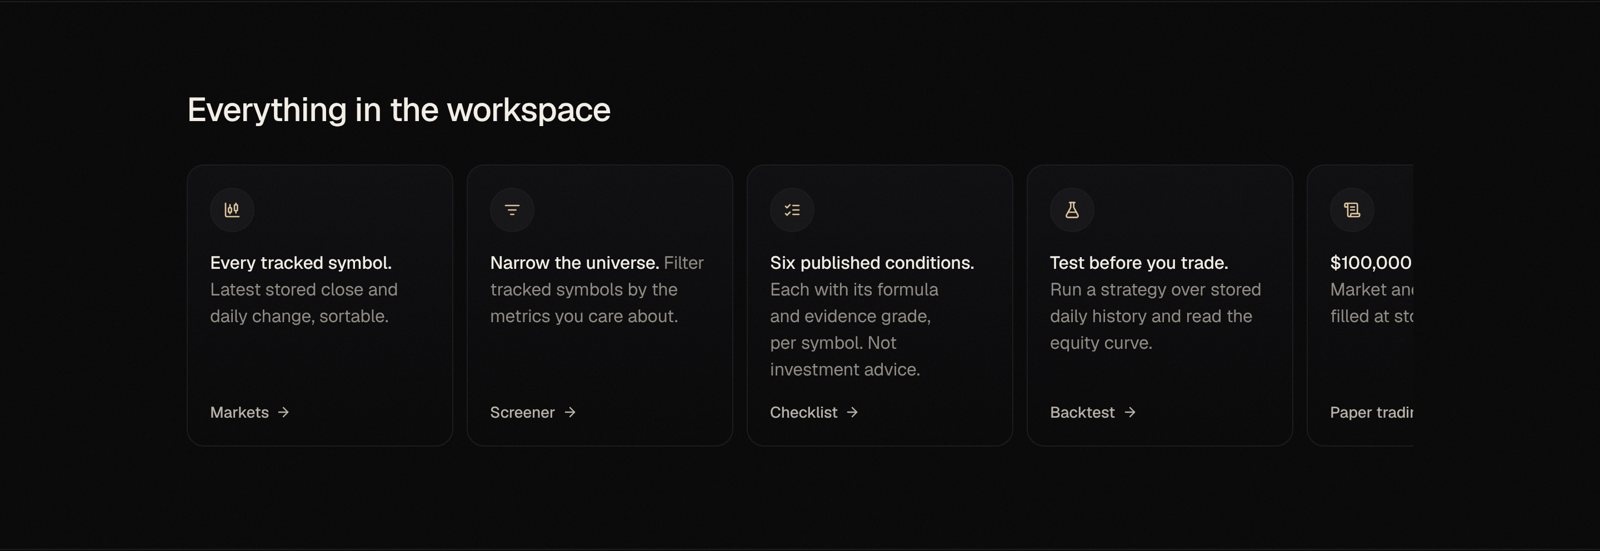 Everything in the workspace
Every tracked symbol.
Latest stored close and
daily change, sortable.
Markets →
Narrow the universe. Filter
tracked symbols by the
metrics you care about.
Screener →
Six published conditions.
Each with its formula
and evidence grade,
per symbol. Not
investment advice.
Checklist →
Test before you trade.
Run a strategy over stored
daily history and read the
equity curve.
Backtest →
$100,000
Market
filled at
Paper